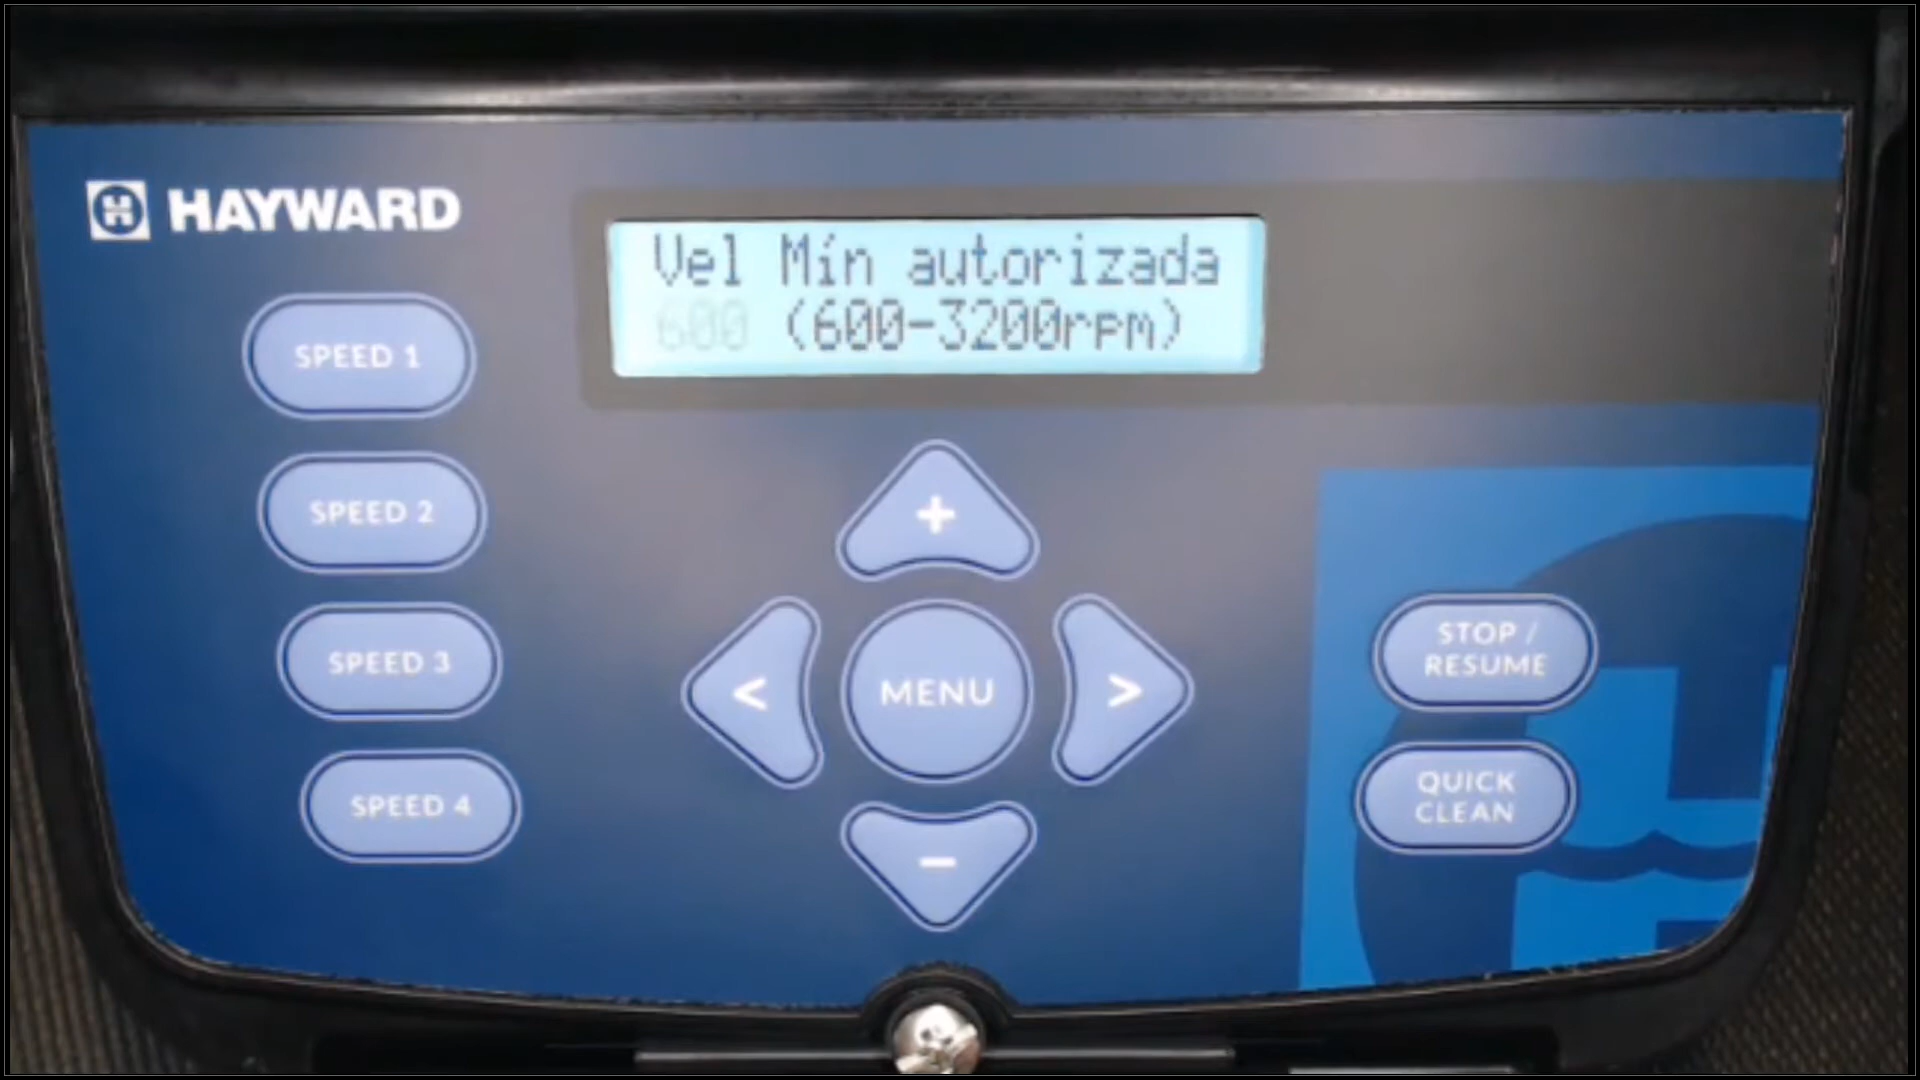 HAYWARD
Vel Mín autorizada
600 (600-3200rpm)
SPEED 1
SPEED 2
SPEED 3
SPEED 4
+
<
MENU
>
−
STOP /
RESUME
QUICK
CLEAN